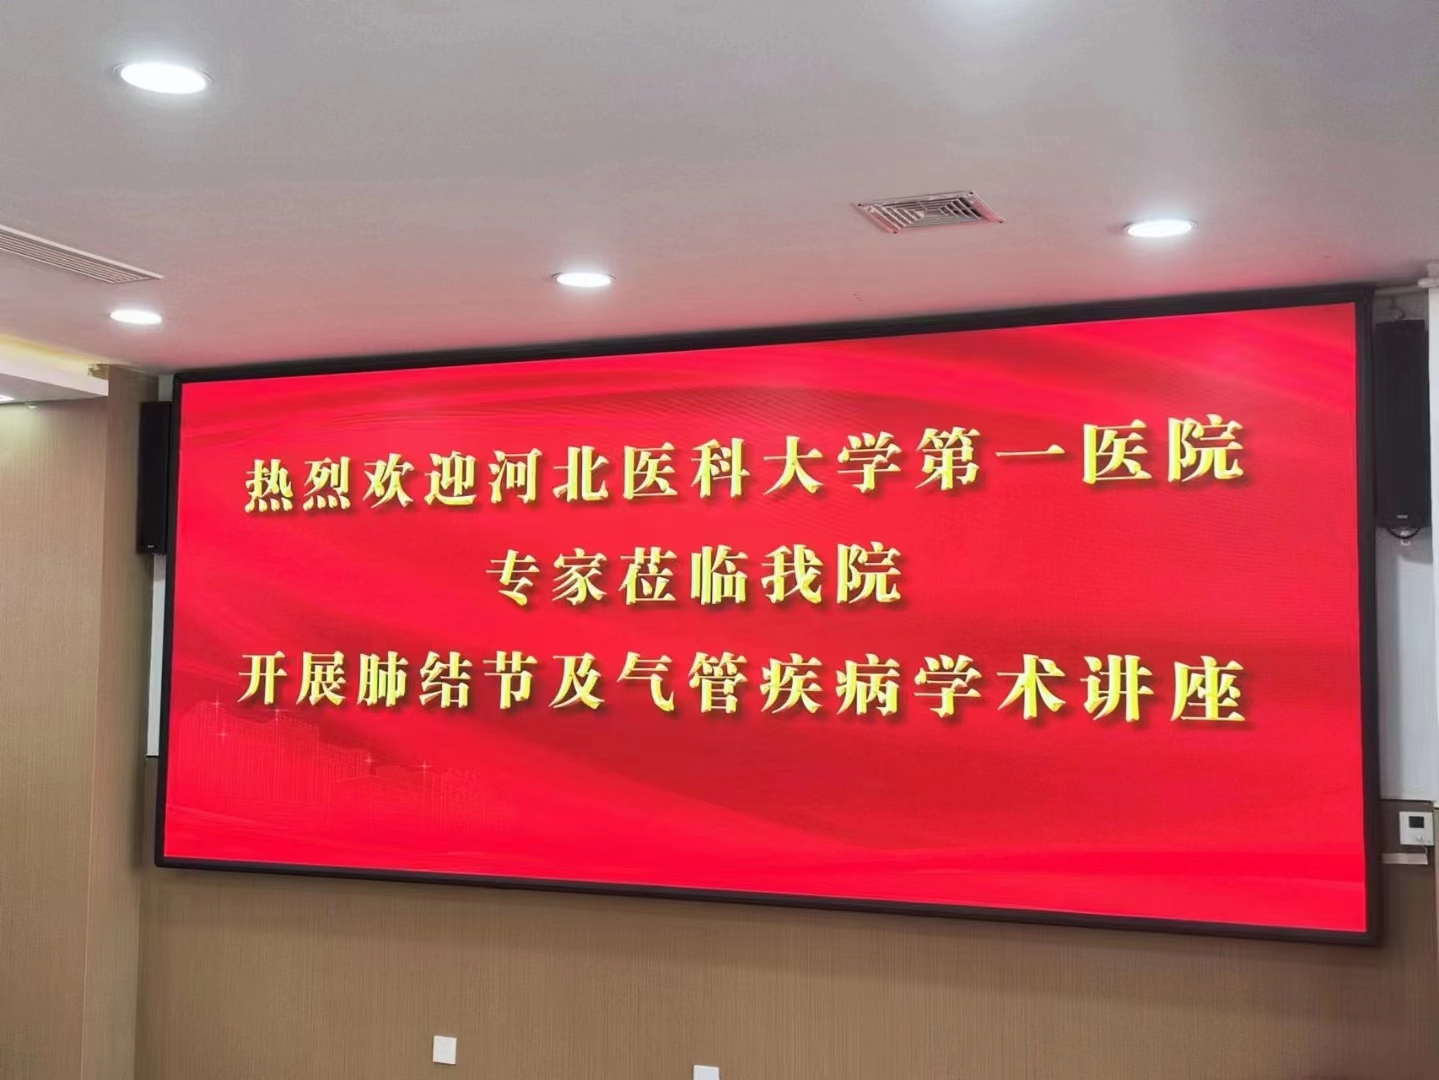 热烈欢迎河北医科大学第一医院
专家莅临我院
开展肺结节及气管疾病学术讲座